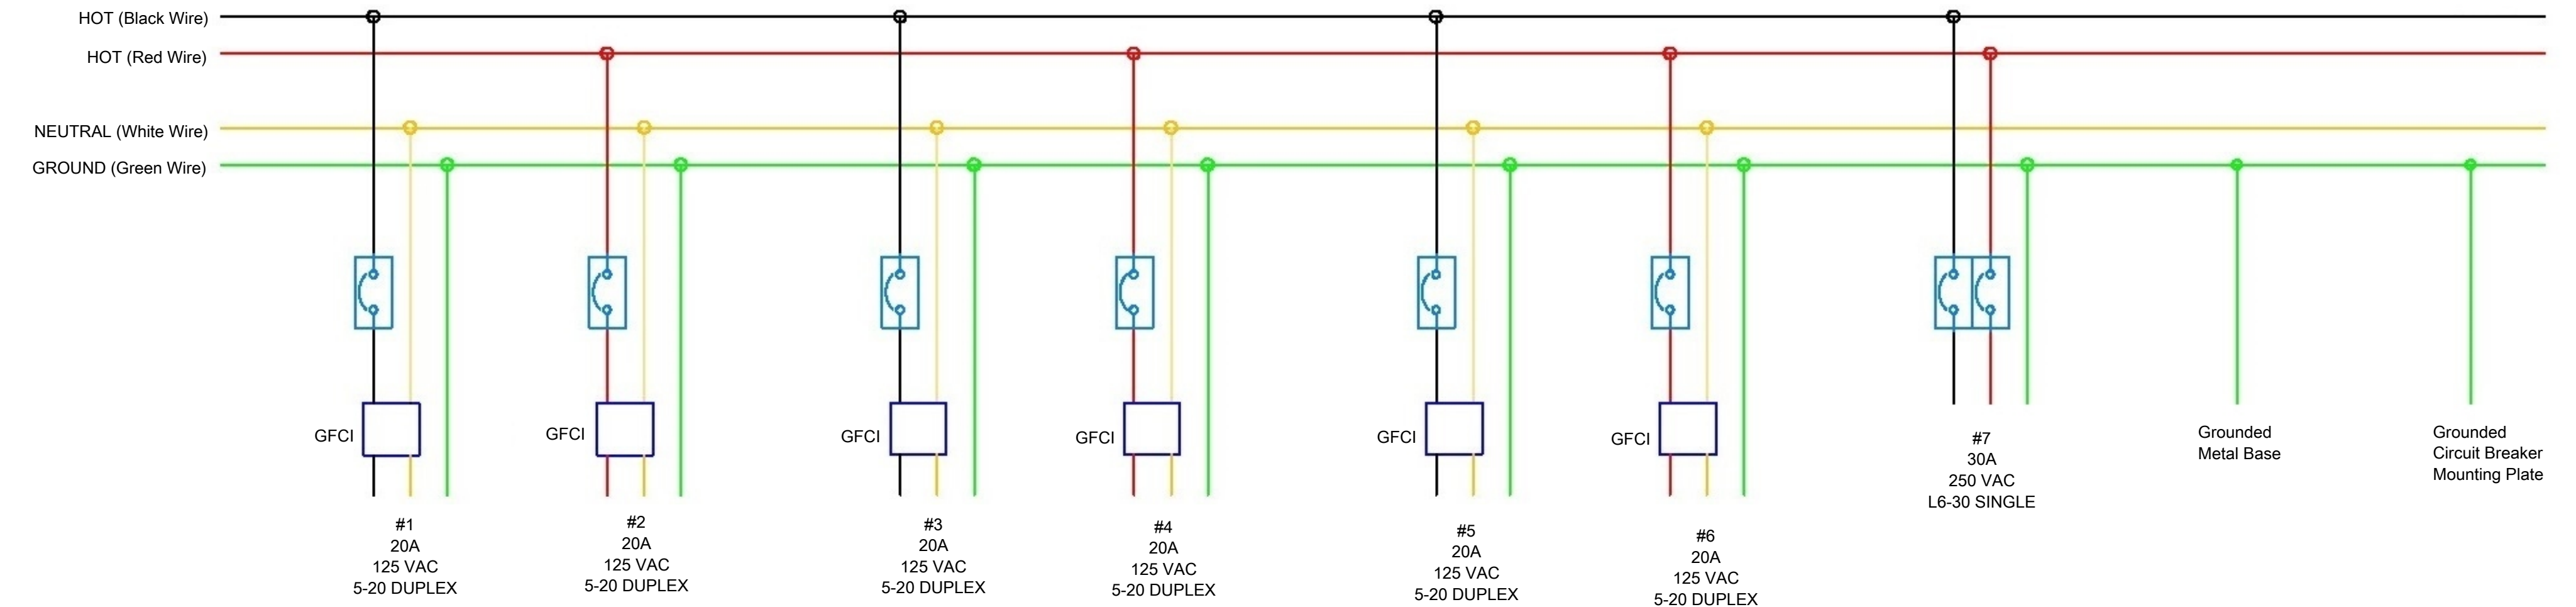 HOT (Black Wire)
HOT (Red Wire)
NEUTRAL (White Wire)
GROUND (Green Wire)
GFCI
#1
20A
125 VAC
5-20 DUPLEX
GFCI
#2
20A
125 VAC
5-20 DUPLEX
GFCI
#3
20A
125 VAC
5-20 DUPLEX
GFCI
#4
20A
125 VAC
5-20 DUPLEX
GFCI
#5
20A
125 VAC
5-20 DUPLEX
GFCI
#6
20A
125 VAC
5-20 DUPLEX
#7
30A
250 VAC
L6-30 SINGLE
Grounded
Metal Base
Grounded
Circuit Breaker
Mounting Plate